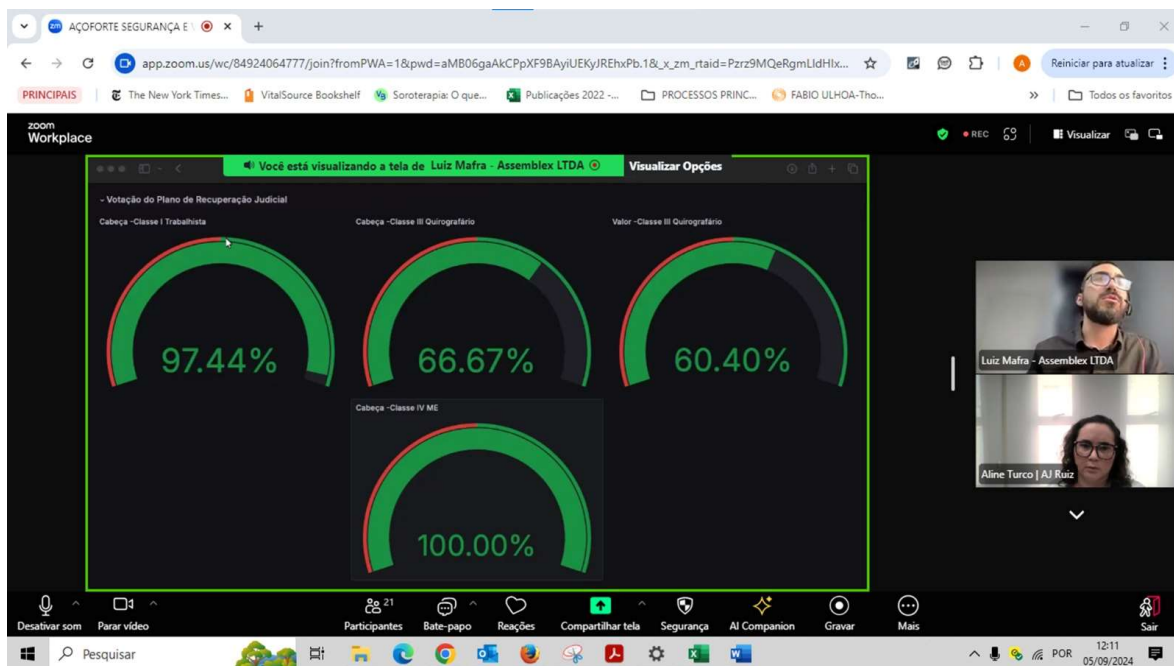 AÇOFORTE SEGURANÇA E V
app.zoom.us/wc/84924064777/join?fromPWA=1&pwd=aMB06gaAkCPpXF9BAyiUEKyJREhxPb.1&_x_zm_rtaid=Pzrz9MQeRgmLIdHIx...
A
Reiniciar para atualizar
PRINCIPAIS
The New York Times...
VitalSource Bookshelf
Soroterapia: O que...
Publicações 2022 -...
PROCESSOS PRINC...
FABIO ULHOA-Tho...
Todos os favoritos
zoom
Workplace
REC
Visualizar
Você está visualizando a tela de Luiz Mafra - Assemblex LTDA
Visualizar Opções
- Votação do Plano de Recuperação Judicial
Cabeça -Classe I Trabalhista
Cabeça -Classe III Quirografário
Valor -Classe III Quirografário
97.44%
66.67%
60.40%
Cabeça -Classe IV ME
100.00%
Luiz Mafra - Assemblex LTDA
Aline Turco | AJ Ruiz
Desativar som
Parar vídeo
21
Participantes
Bate-papo
Reações
Compartilhar tela
Segurança
AI Companion
Gravar
Mais
Sair
Pesquisar
POR
12:11
05/09/2024